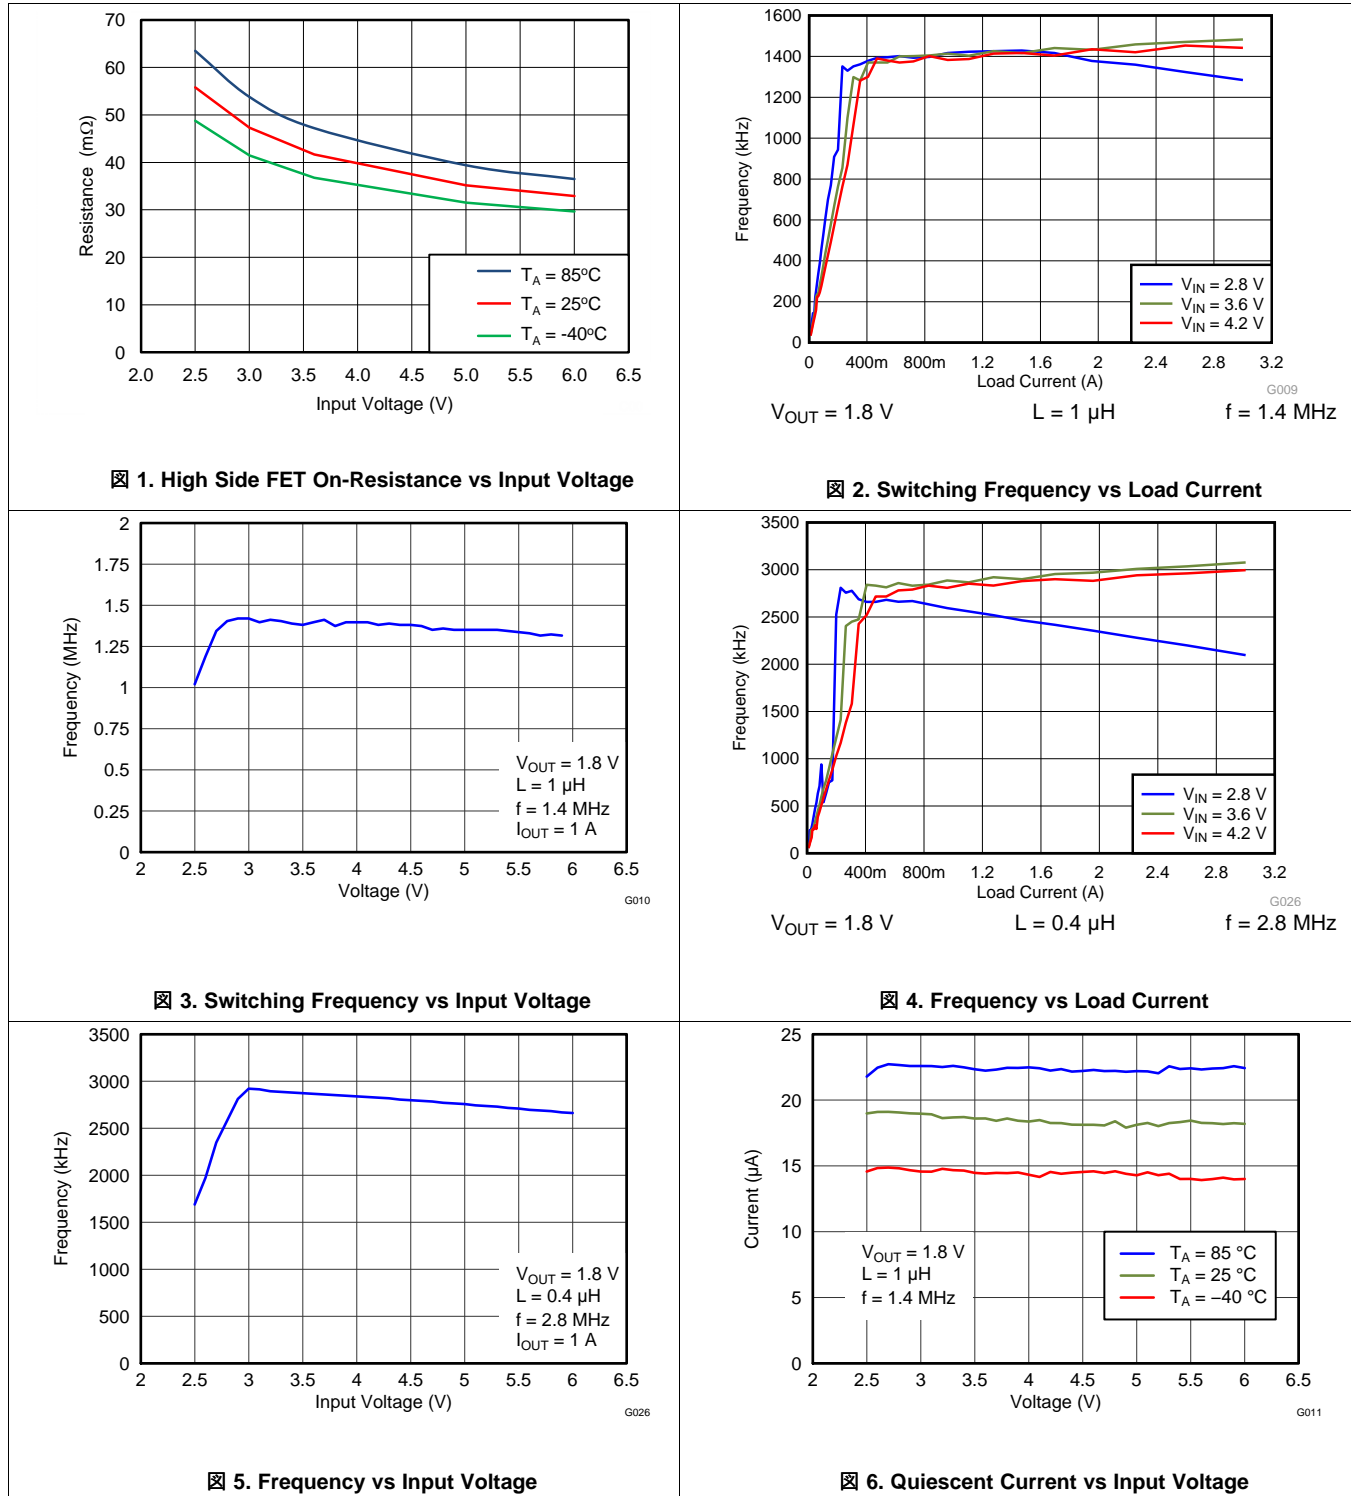 70
60
50
40
30
20
10
0
Resistance (mΩ)
2.0 2.5 3.0 3.5 4.0 4.5 5.0 5.5 6.0 6.5
Input Voltage (V)
TA = 85°C
TA = 25°C
TA = -40°C
図 1. High Side FET On-Resistance vs Input Voltage
1600
1400
1200
1000
800
600
400
200
0
Frequency (kHz)
0 400m 800m 1.2 1.6 2 2.4 2.8 3.2
Load Current (A)
VIN = 2.8 V
VIN = 3.6 V
VIN = 4.2 V
G009
VOUT = 1.8 V L = 1 µH f = 1.4 MHz
図 2. Switching Frequency vs Load Current
2
1.75
1.5
1.25
1
0.75
0.5
0.25
0
Frequency (MHz)
2 2.5 3 3.5 4 4.5 5 5.5 6 6.5
Voltage (V)
VOUT = 1.8 V
L = 1 µH
f = 1.4 MHz
IOUT = 1 A
G010
図 3. Switching Frequency vs Input Voltage
3500
3000
2500
2000
1500
1000
500
0
Frequency (kHz)
0 400m 800m 1.2 1.6 2 2.4 2.8 3.2
Load Current (A)
VIN = 2.8 V
VIN = 3.6 V
VIN = 4.2 V
G026
VOUT = 1.8 V L = 0.4 µH f = 2.8 MHz
図 4. Frequency vs Load Current
3500
3000
2500
2000
1500
1000
500
0
Frequency (kHz)
2 2.5 3 3.5 4 4.5 5 5.5 6 6.5
Input Voltage (V)
VOUT = 1.8 V
L = 0.4 µH
f = 2.8 MHz
IOUT = 1 A
G026
図 5. Frequency vs Input Voltage
25
20
15
10
5
0
Current (µA)
2 2.5 3 3.5 4 4.5 5 5.5 6 6.5
Voltage (V)
VOUT = 1.8 V
L = 1 µH
f = 1.4 MHz
TA = 85 °C
TA = 25 °C
TA = –40 °C
G011
図 6. Quiescent Current vs Input Voltage